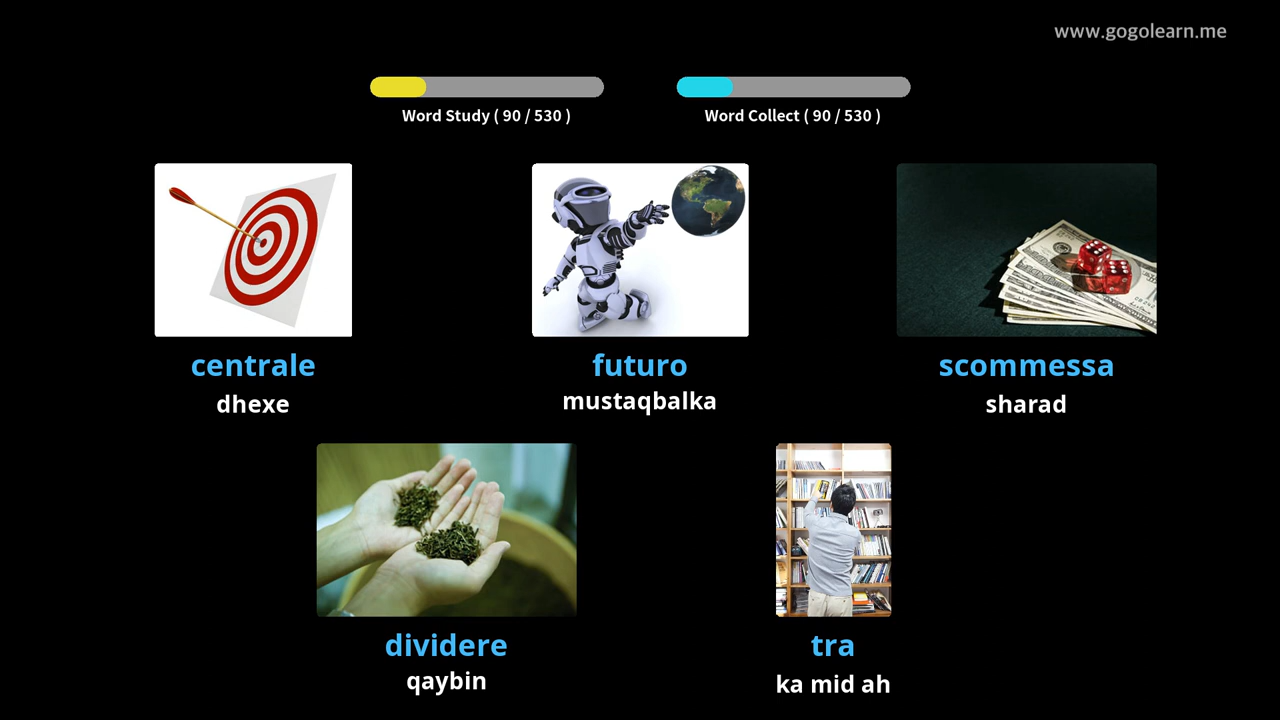 www.gogolearn.me
Word Study ( 90 / 530 )
Word Collect ( 90 / 530 )
centrale
dhexe
futuro
mustaqbalka
scommessa
sharad
dividere
qaybin
tra
ka mid ah